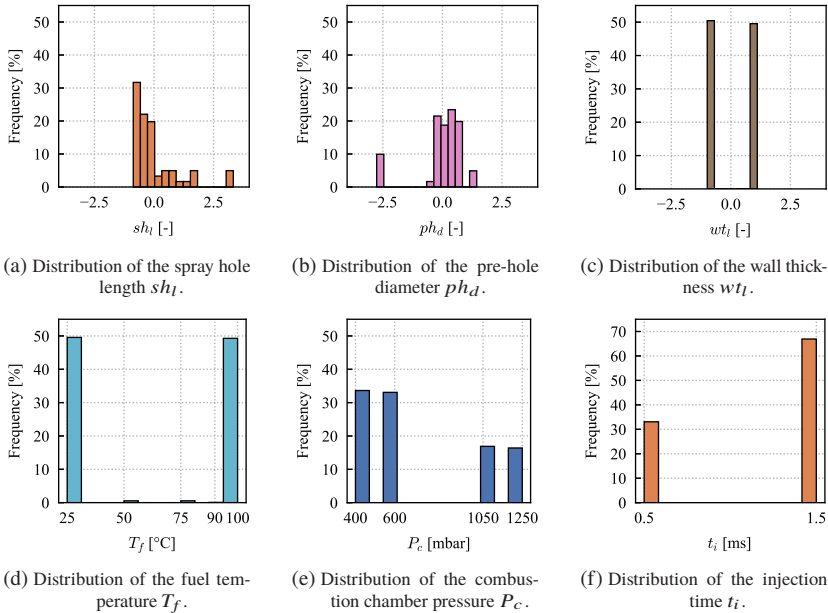 50
40
30
20
10
0
Frequency [%]
−2.5
0.0
2.5
sh_l [-]
50
40
30
20
10
0
Frequency [%]
−2.5
0.0
2.5
ph_d [-]
50
40
30
20
10
0
Frequency [%]
−2.5
0.0
2.5
wt_l [-]
(a) Distribution of the spray hole
length sh_l.
(b) Distribution of the pre-hole
diameter ph_d.
(c) Distribution of the wall thick-
ness wt_l.
50
40
30
20
10
0
Frequency [%]
25
50
75
90
100
T_f [°C]
50
40
30
20
10
0
Frequency [%]
400
600
1050
1250
P_c [mbar]
70
60
50
40
30
20
10
0
Frequency [%]
0.5
1.5
t_i [ms]
(d) Distribution of the fuel tem-
perature T_f.
(e) Distribution of the combus-
tion chamber pressure P_c.
(f) Distribution of the injection
time t_i.